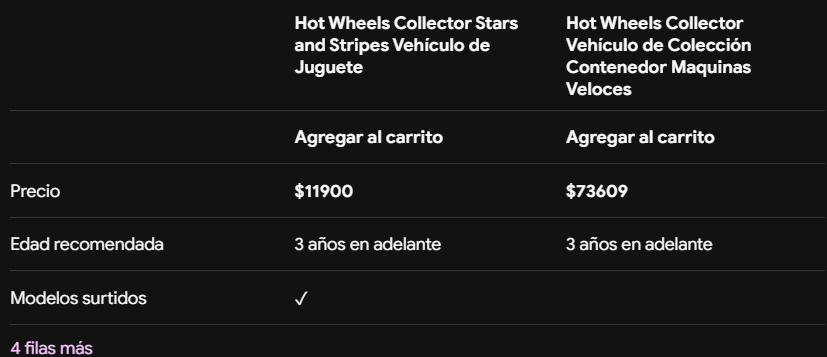 Hot Wheels Collector Stars
and Stripes Vehículo de
Juguete
Hot Wheels Collector
Vehículo de Colección
Contenedor Maquinas
Veloces
Agregar al carrito
Agregar al carrito
Precio
$11900
$73609
Edad recomendada
3 años en adelante
3 años en adelante
Modelos surtidos
✓
4 filas más